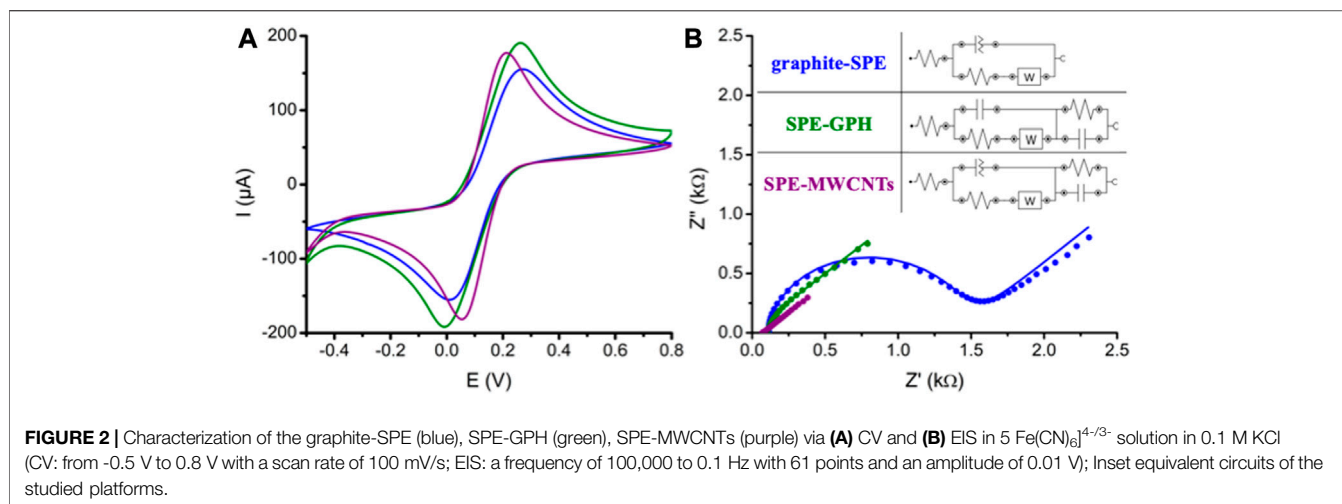 A
200
100
0
-100
-200
I (µA)
-0.4
-0.2
0.0
0.2
0.4
0.6
0.8
E (V)
B
2.5
2.0
1.5
1.0
0.5
0.0
Z'' (kΩ)
graphite-SPE
W
SPE-GPH
W
SPE-MWCNTs
W
0.0
0.5
1.0
1.5
2.0
2.5
Z' (kΩ)
FIGURE 2 | Characterization of the graphite-SPE (blue), SPE-GPH (green), SPE-MWCNTs (purple) via (A) CV and (B) EIS in 5 Fe(CN)₆]⁴⁻/³⁻ solution in 0.1 M KCl
(CV: from -0.5 V to 0.8 V with a scan rate of 100 mV/s; EIS: a frequency of 100,000 to 0.1 Hz with 61 points and an amplitude of 0.01 V); Inset equivalent circuits of the
studied platforms.